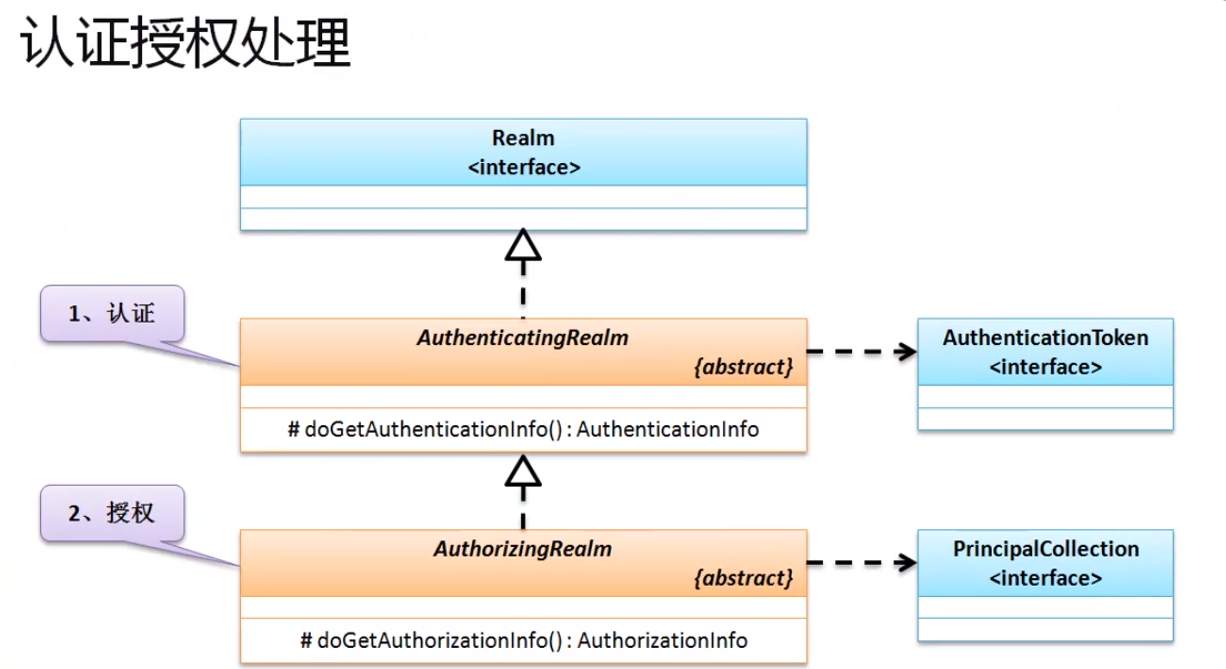 认证授权处理
Realm
<interface>
1、认证
AuthenticatingRealm
{abstract}
# doGetAuthenticationInfo() : AuthenticationInfo
AuthenticationToken
<interface>
2、授权
AuthorizingRealm
{abstract}
# doGetAuthorizationInfo() : AuthorizationInfo
PrincipalCollection
<interface>